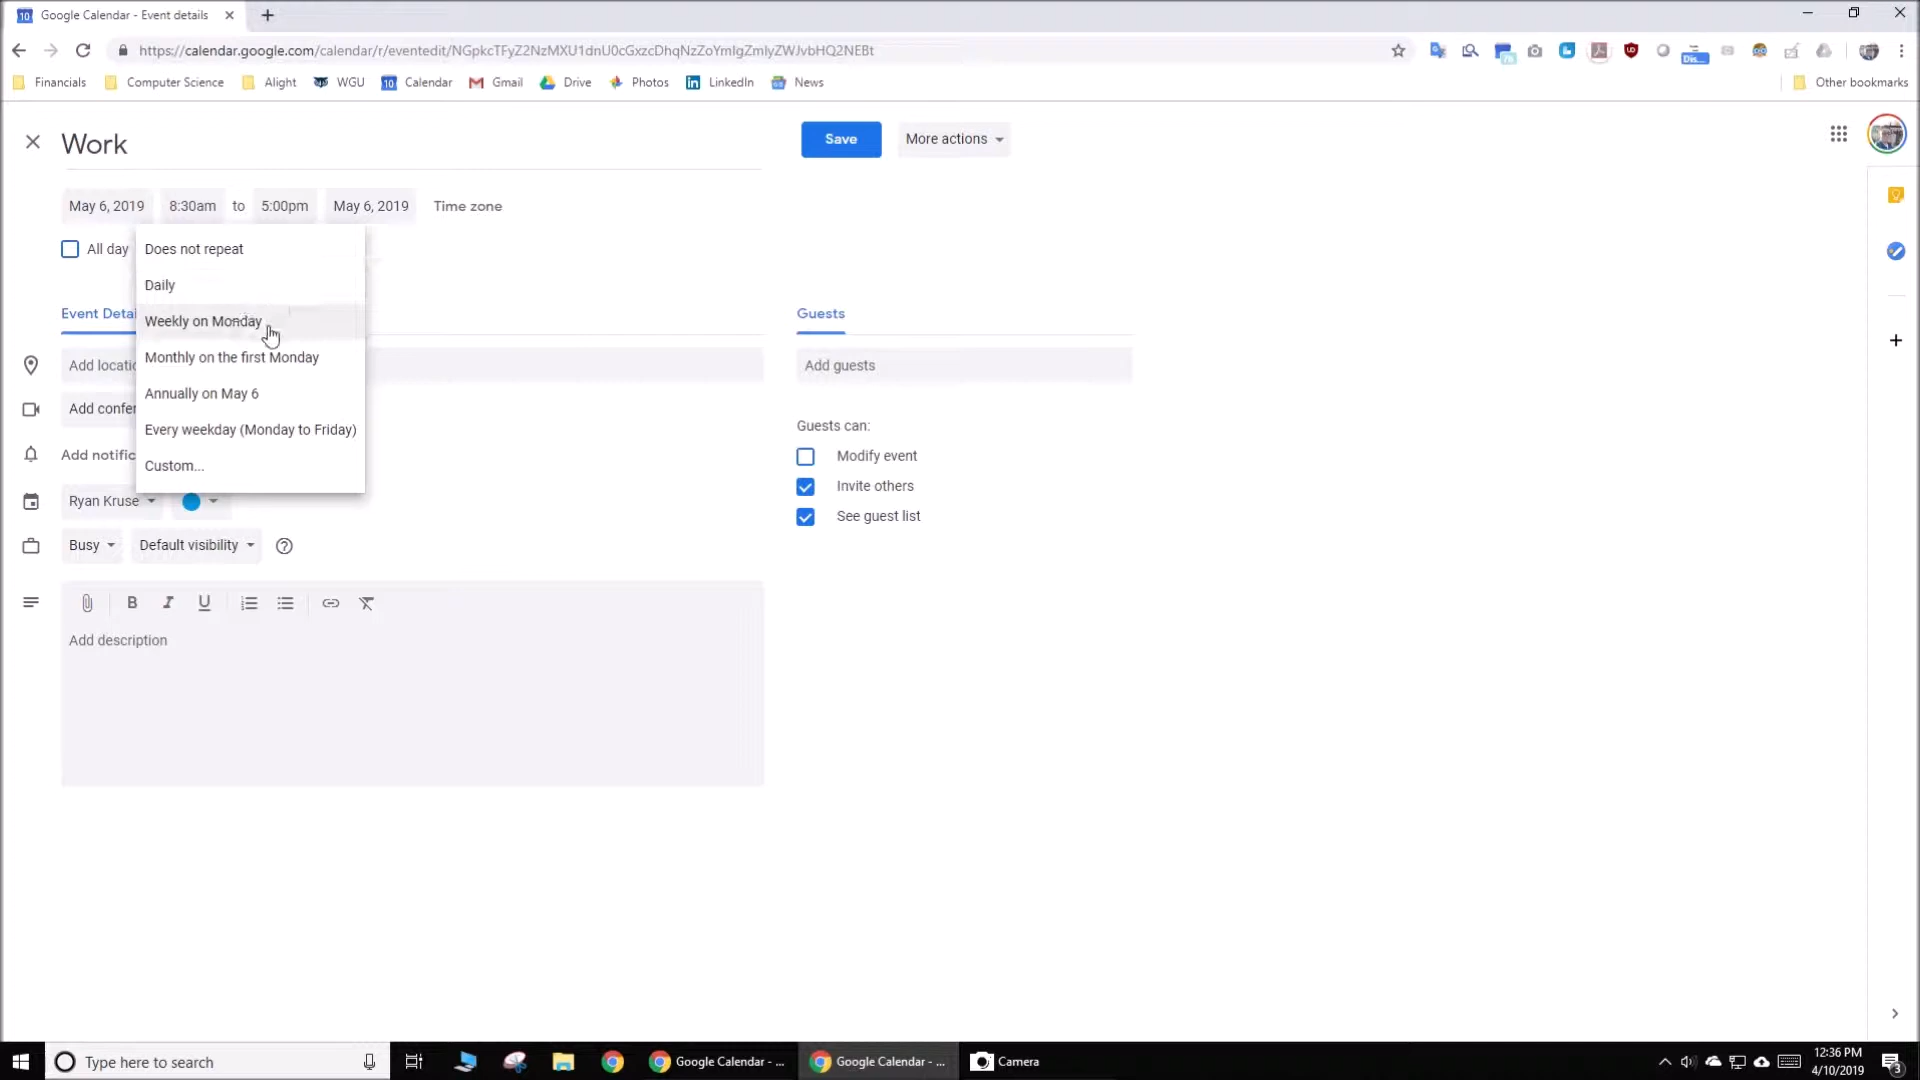 Google Calendar - Event details
https://calendar.google.com/calendar/r/eventedit/NGpkcTFyZ2NzMXU1dnU0cGxzcDhqNzZoYmlgZmlyZWJvbHQ2NEBt
Financials Computer Science Alight WGU 10 Calendar Gmail Drive Photos LinkedIn News Other bookmarks
Work Save More actions
May 6, 2019 8:30am to 5:00pm May 6, 2019 Time zone
All day Does not repeat
Daily
Event Detai Guests
Weekly on Monday
Add locatio Monthly on the first Monday Add guests
Annually on May 6
Add confer
Guests can:
Every weekday (Monday to Friday)
Add notific Modify event
Custom...
Invite others
Ryan Kruse See guest list
Busy Default visibility
B I U
Add description
Type here to search Google Calendar - ... Google Calendar - ... Camera 12:36 PM
4/10/2019 3